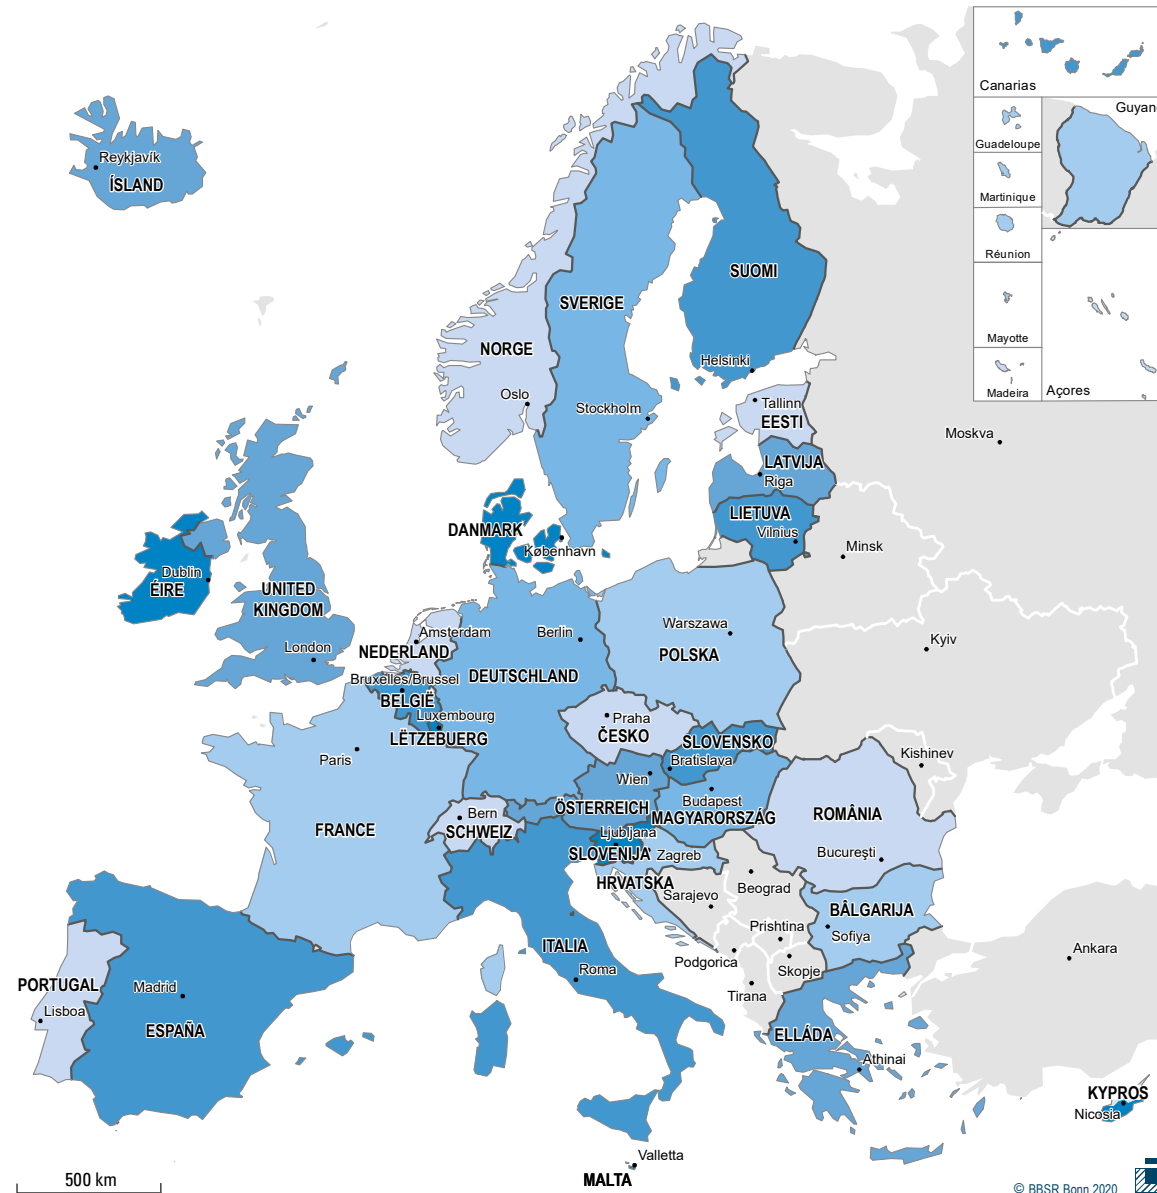 Canarias
Guyan
Guadeloupe
Martinique
Réunion
Mayotte
Madeira
Açores
Reykjavík
ÍSLAND
SUOMI
Helsinki
SVERIGE
Stockholm
NORGE
Oslo
Tallinn
EESTI
LATVIJA
Riga
LIETUVA
Vilnius
Moskva
Minsk
Kyiv
Kishinev
DANMARK
København
Dublin
ÉIRE
UNITED
KINGDOM
London
Amsterdam
NEDERLAND
Bruxelles/Brussel
BELGIË
Luxembourg
LËTZEBUERG
Berlin
DEUTSCHLAND
Warszawa
POLSKA
Praha
ČESKO
SLOVENSKO
Bratislava
Wien
ÖSTERREICH
Budapest
MAGYARORSZÁG
Paris
FRANCE
Bern
SCHWEIZ
Ljubljana
SLOVENIJA
Zagreb
HRVATSKA
Sarajevo
Beograd
ROMÂNIA
Bucureşti
BÂLGARIJA
Sofiya
Prishtina
Podgorica
Skopje
Tirana
ITALIA
Roma
PORTUGAL
Lisboa
Madrid
ESPAÑA
ELLÁDA
Athinai
Ankara
KYPROS
Nicosia
Valletta
MALTA
500 km
© BBSR Bonn 2020